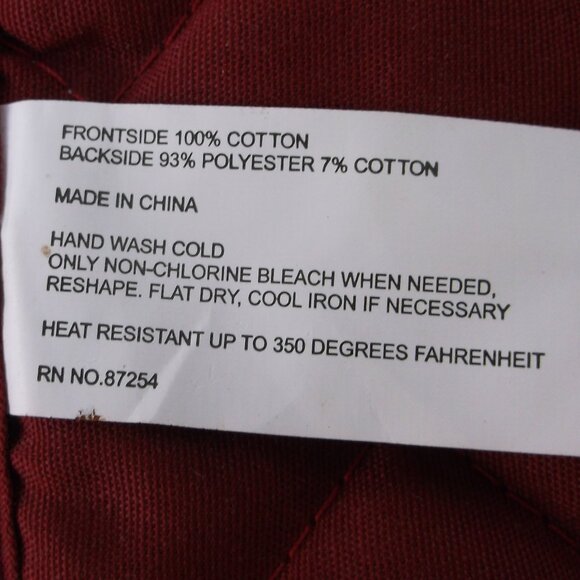 FRONTSIDE 100% COTTON
BACKSIDE 93% POLYESTER 7% COTTON
MADE IN CHINA
HAND WASH COLD
ONLY NON-CHLORINE BLEACH WHEN NEEDED,
RESHAPE. FLAT DRY, COOL IRON IF NECESSARY
HEAT RESISTANT UP TO 350 DEGREES FAHRENHEIT
RN NO.87254